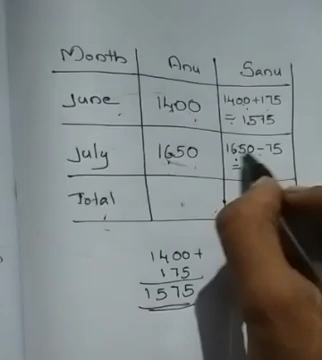 Month Anu Sanu
June 1400 1400+175
= 1575
July 1650 1650-75
=
Total
1400+
175
1575